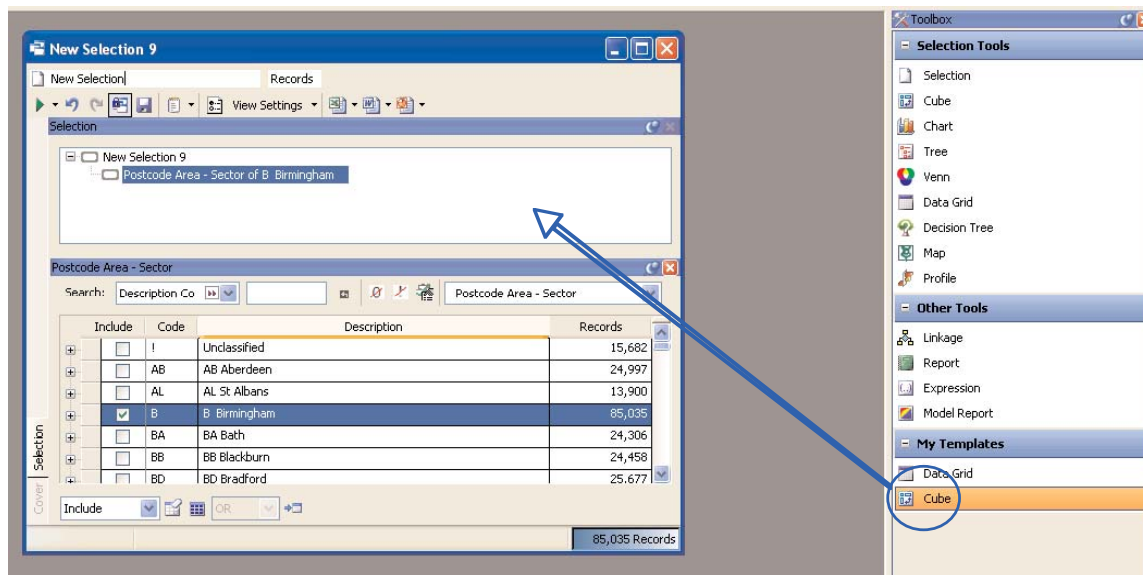 New Selection 9
New Selection Records
View Settings
Selection
New Selection 9
Postcode Area - Sector of B Birmingham
Postcode Area - Sector
Search: Description Co Postcode Area - Sector
Include Code Description Records
! Unclassified 15,682
AB AB Aberdeen 24,997
AL AL St Albans 13,900
B B Birmingham 85,035
BA BA Bath 24,306
BB BB Blackburn 24,458
BD BD Bradford 25,677
Selection
Cover
Include OR
85,035 Records
Toolbox
Selection Tools
Selection
Cube
Chart
Tree
Venn
Data Grid
Decision Tree
Map
Profile
Other Tools
Linkage
Report
Expression
Model Report
My Templates
Data Grid
Cube